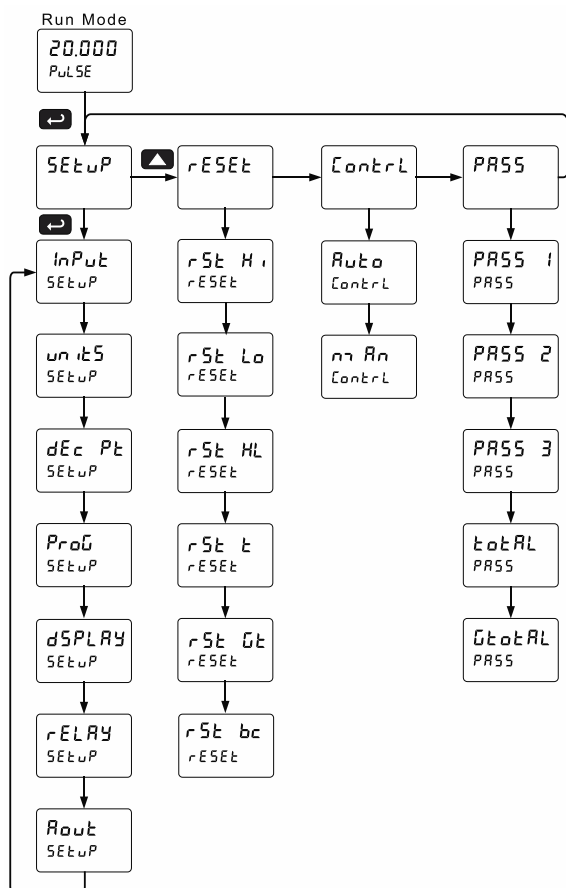 Run Mode
20.000
PuLSE
SEtuP
rESEt
ContrL
PASS
InPut
SEtuP
rSt Hi
rESEt
Auto
ContrL
PASS 1
PASS
unitS
SEtuP
rSt Lo
rESEt
mAn
ContrL
PASS 2
PASS
dEc Pt
SEtuP
rSt HL
rESEt
PASS 3
PASS
ProG
SEtuP
rSt t
rESEt
totAL
PASS
dSPLAY
SEtuP
rSt Gt
rESEt
GtotAL
PASS
rELAY
SEtuP
rSt bc
rESEt
Aout
SEtuP